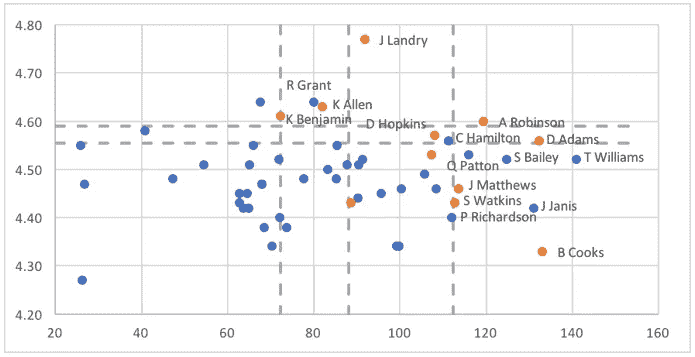 4.80
J Landry
4.70
R Grant
K Allen
4.60
K Benjamin
D Hopkins
A Robinson
C Hamilton
D Adams
4.50
Q Patton
S Bailey
T Williams
J Matthews
S Watkins
J Janis
4.40
P Richardson
B Cooks
4.30
4.20
20 40 60 80 100 120 140 160